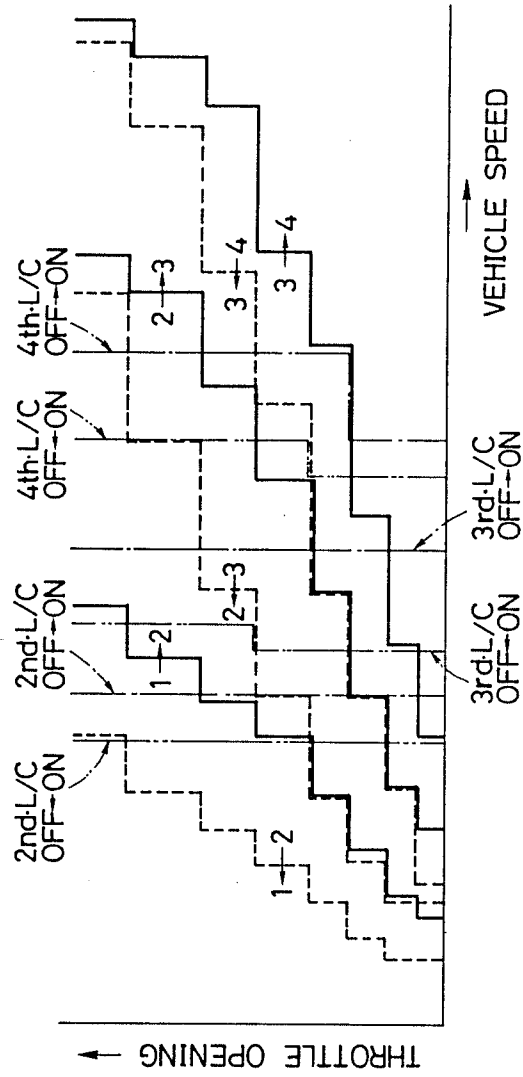 2nd·L/C
OFF←ON
2nd·L/C
OFF→ON
4th·L/C
OFF←ON
4th·L/C
OFF→ON
1→2
2→3
1←2
2←3
3←4
3→4
THROTTLE OPENING →
3rd·L/C
OFF←ON
3rd·L/C
OFF→ON
→
VEHICLE SPEED